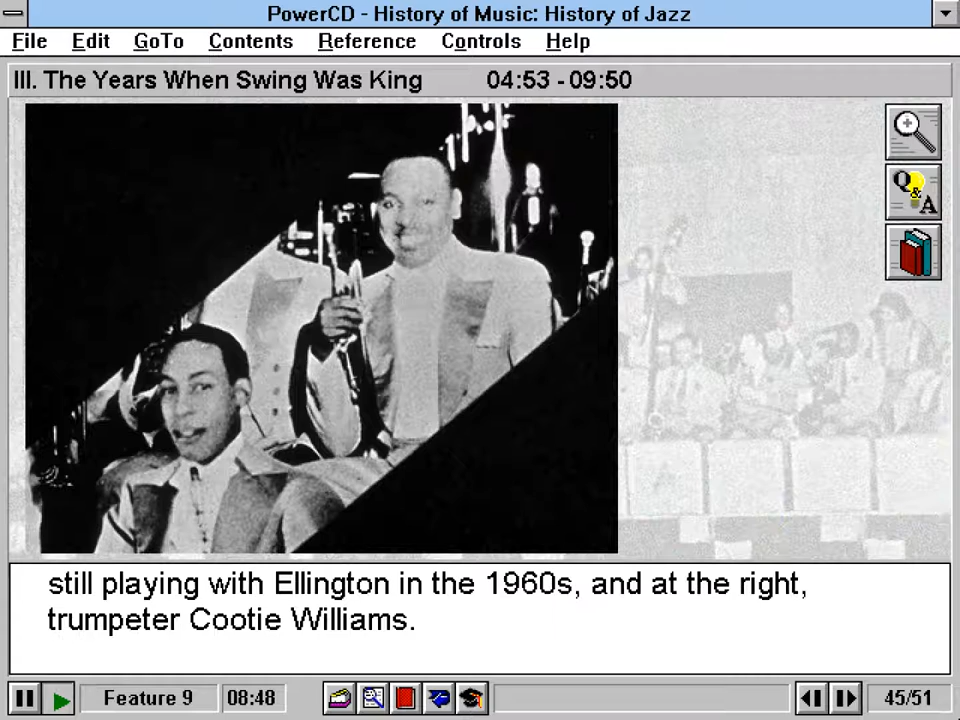 PowerCD - History of Music: History of Jazz
File Edit GoTo Contents Reference Controls Help
III. The Years When Swing Was King 04:53 - 09:50
Q & A
still playing with Ellington in the 1960s, and at the right,
trumpeter Cootie Williams.
Feature 9 08:48 45/51